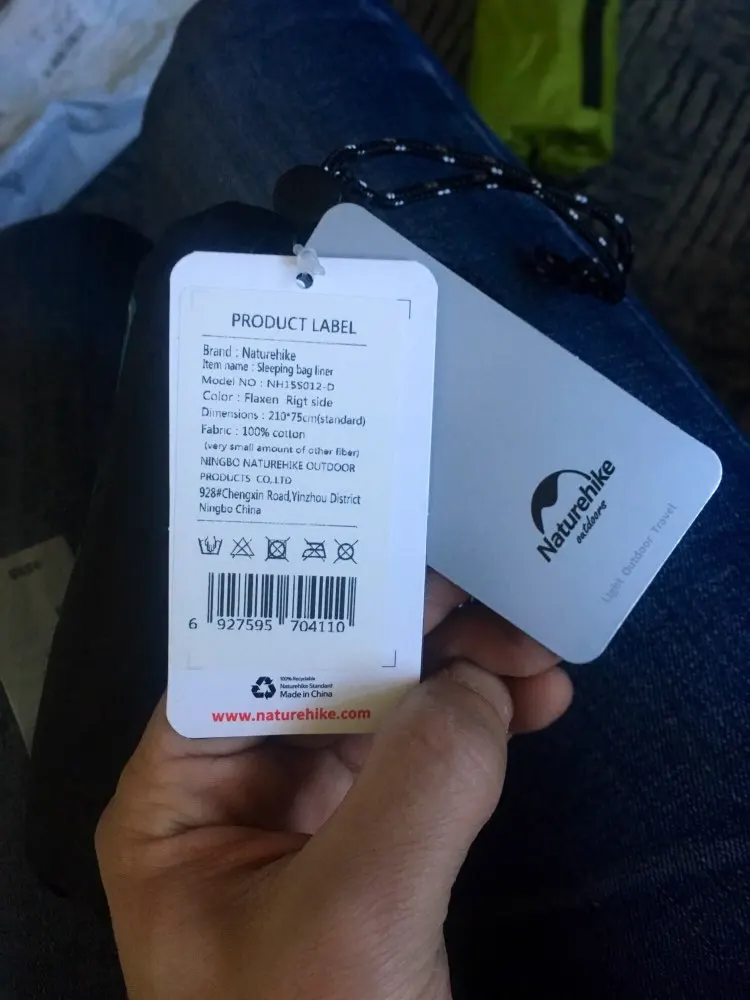 PRODUCT LABEL
Brand : Naturehike
Item name : Sleeping bag liner
Model NO : NH15S012-D
Color : Flaxen Rigt side
Dimensions : 210*75cm(standard)
Fabric : 100% cotton
(very small amount of other fiber)
NINGBO NATUREHIKE OUTDOOR
PRODUCTS CO,LTD
928#Chengxin Road,Yinzhou District
Ningbo China
6 927595 704110
100% Recyclable
Naturehike Standard
Made in China
www.naturehike.com
Naturehike
outdoors
Light Outdoor Travel